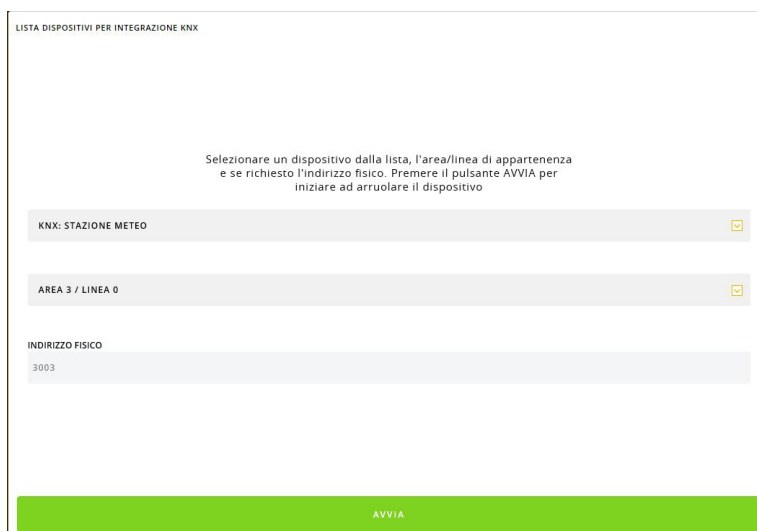 LISTA DISPOSITIVI PER INTEGRAZIONE KNX
Selezionare un dispositivo dalla lista, l'area/linea di appartenenza
e se richiesto l'indirizzo fisico. Premere il pulsante AVVIA per
iniziare ad arruolare il dispositivo
KNX: STAZIONE METEO
AREA 3 / LINEA 0
INDIRIZZO FISICO
3003
AVVIA